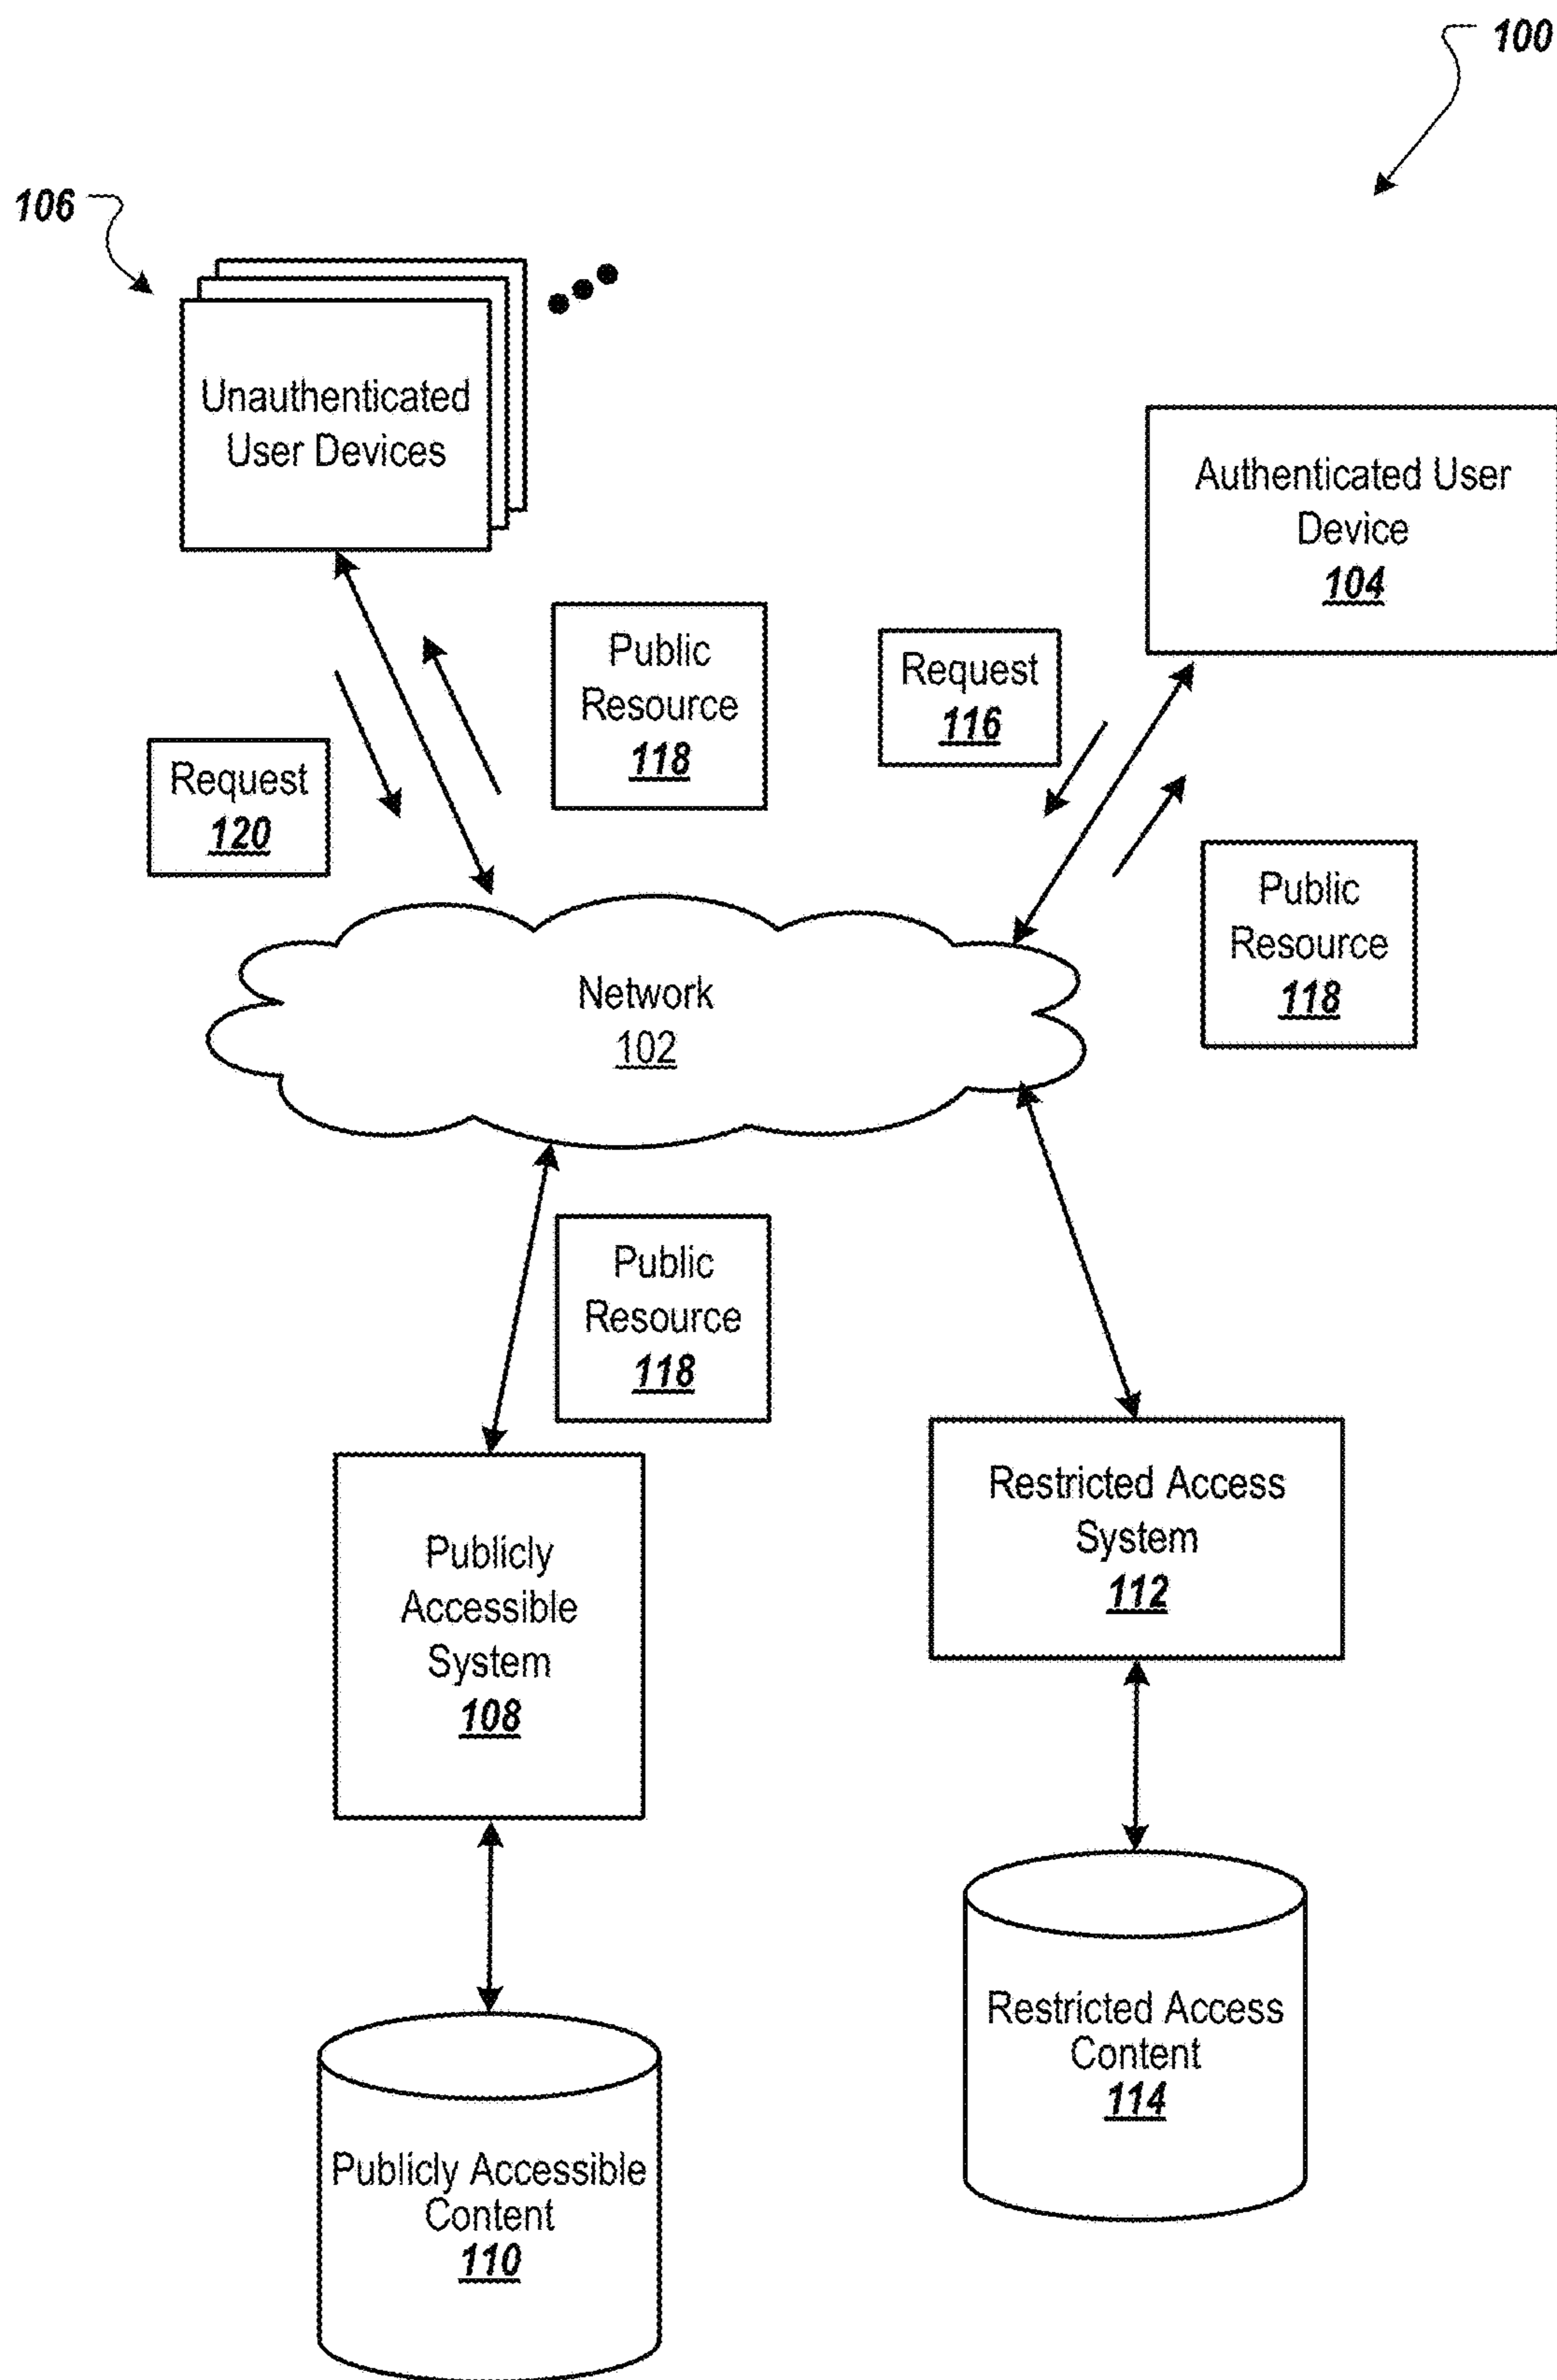 100
106
Unauthenticated
User Devices
Authenticated User
Device
104
Public
Resource
118
Request
116
Request
120
Public
Resource
118
Network
102
Public
Resource
118
Restricted Access
System
112
Publicly
Accessible
System
108
Restricted Access
Content
114
Publicly Accessible
Content
110